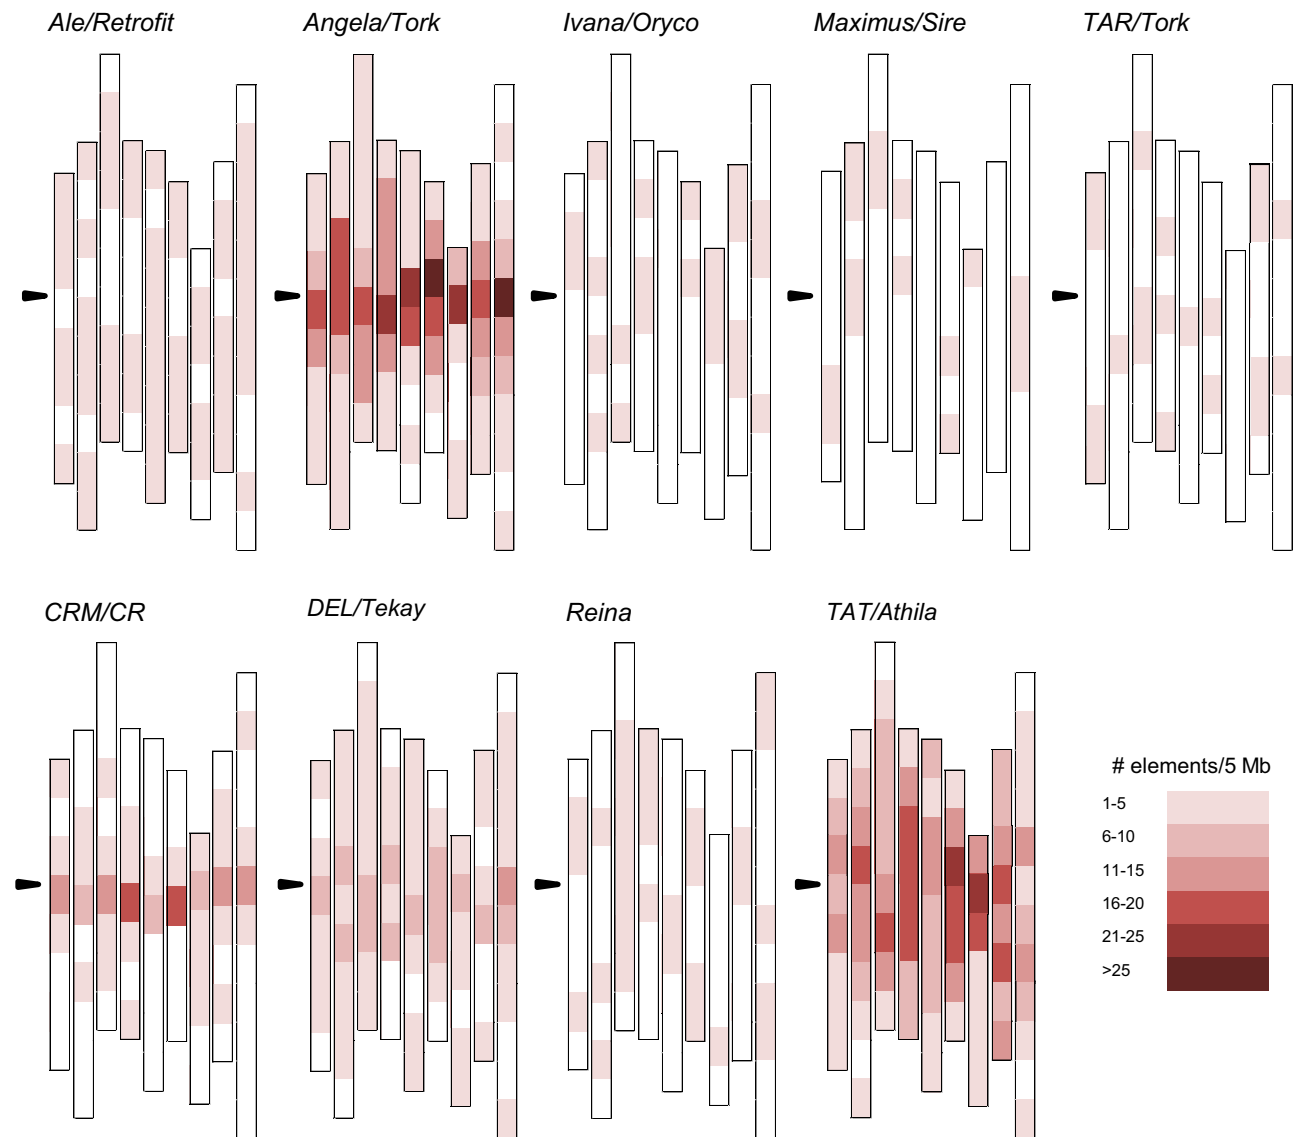 Ale/Retrofit
Angela/Tork
Ivana/Oryco
Maximus/Sire
TAR/Tork
CRM/CR
DEL/Tekay
Reina
TAT/Athila
# elements/5 Mb
1-5
6-10
11-15
16-20
21-25
>25